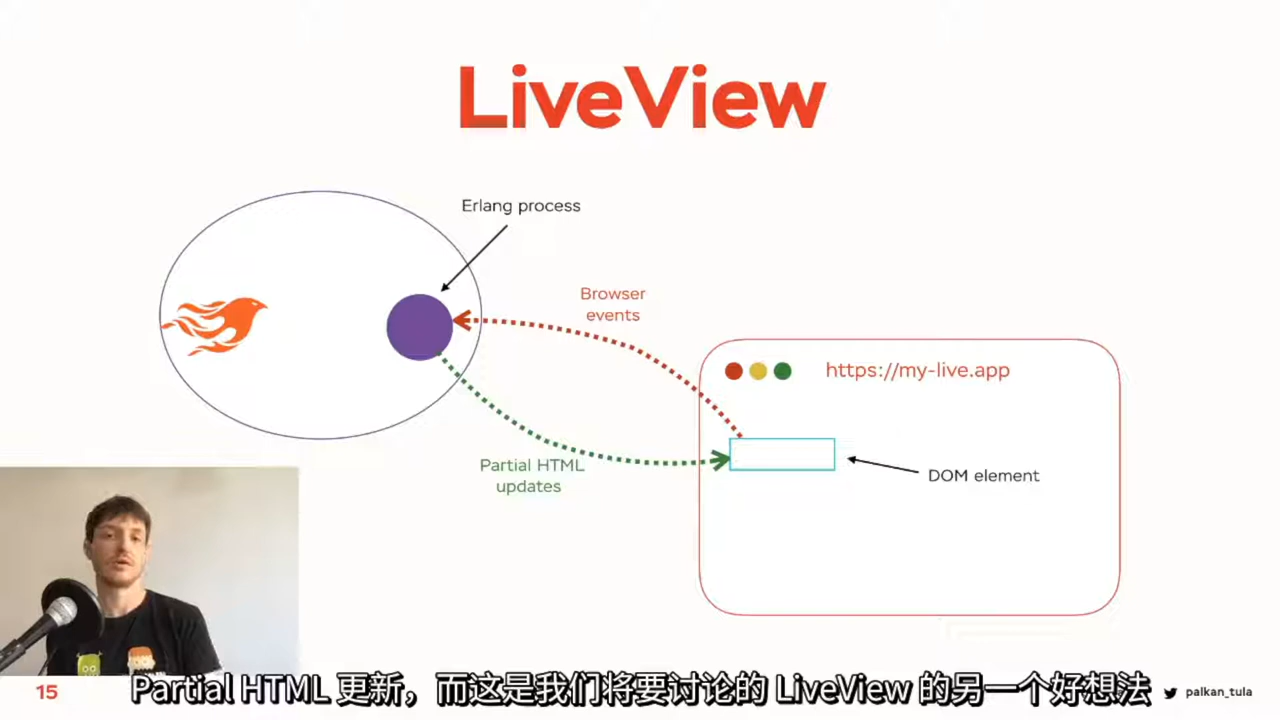 LiveView
Erlang process
Browser
events
https://my-live.app
Partial HTML
updates
DOM element
Partial HTML 更新，而这是我们将要讨论的 LiveView 的另一个好想法
15
palkan_tula